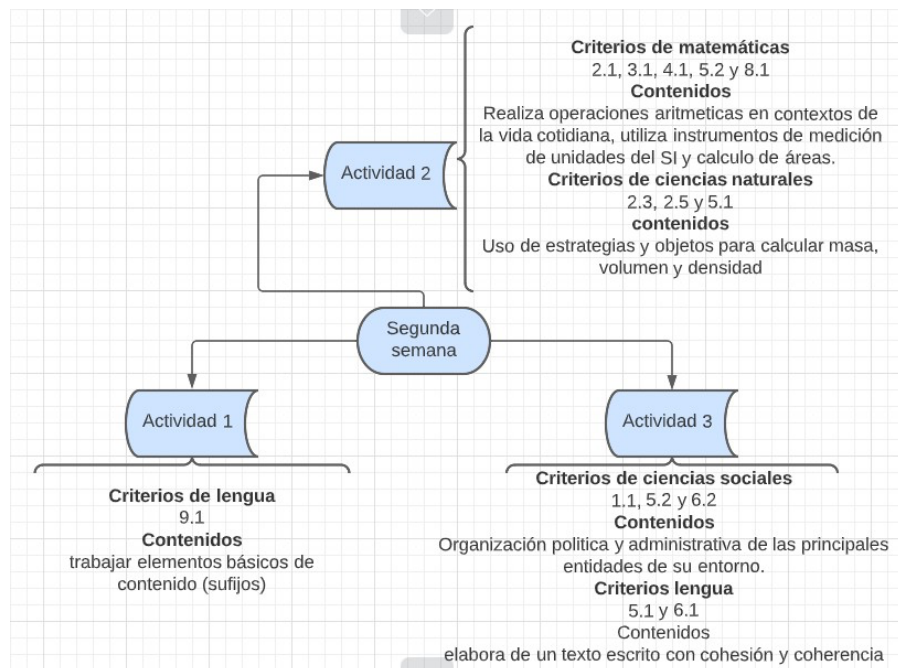 Criterios de matemáticas
2.1, 3.1, 4.1, 5.2 y 8.1
Contenidos
Realiza operaciones aritmeticas en contextos de
la vida cotidiana, utiliza instrumentos de medición
de unidades del SI y calculo de áreas.
Criterios de ciencias naturales
2.3, 2.5 y 5.1
contenidos
Uso de estrategias y objetos para calcular masa,
volumen y densidad
Actividad 2
Segunda
semana
Actividad 1
Criterios de lengua
9.1
Contenidos
trabajar elementos básicos de
contenido (sufijos)
Actividad 3
Criterios de ciencias sociales
1.1, 5.2 y 6.2
Contenidos
Organización politica y administrativa de las principales
entidades de su entorno.
Criterios lengua
5.1 y 6.1
Contenidos
elabora de un texto escrito con cohesión y coherencia